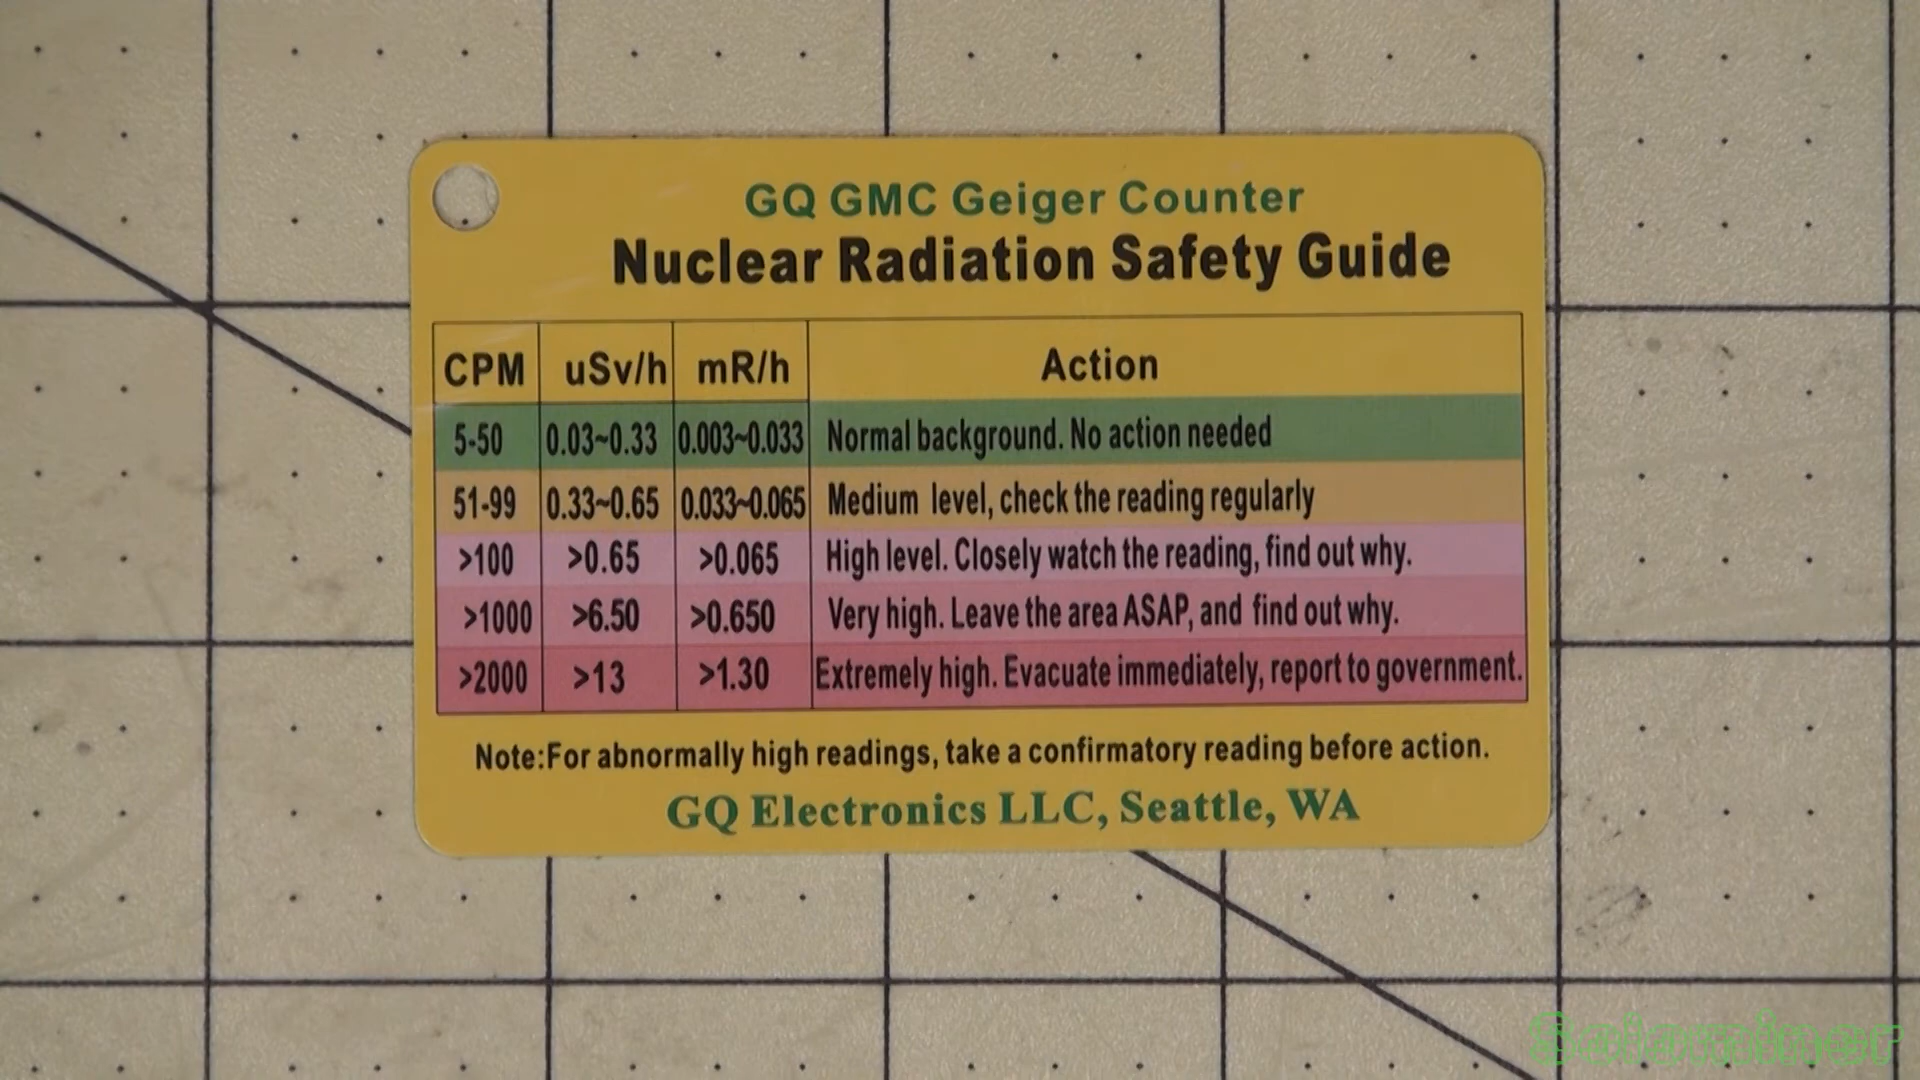 GQ GMC Geiger Counter
Nuclear Radiation Safety Guide
CPM uSv/h mR/h Action
5-50 0.03~0.33 0.003~0.033 Normal background. No action needed
51-99 0.33~0.65 0.033~0.065 Medium level, check the reading regularly
>100 >0.65 >0.065 High level. Closely watch the reading, find out why.
>1000 >6.50 >0.650 Very high. Leave the area ASAP, and find out why.
>2000 >13 >1.30 Extremely high. Evacuate immediately, report to government.
Note:For abnormally high readings, take a confirmatory reading before action.
GQ Electronics LLC, Seattle, WA
Solominer